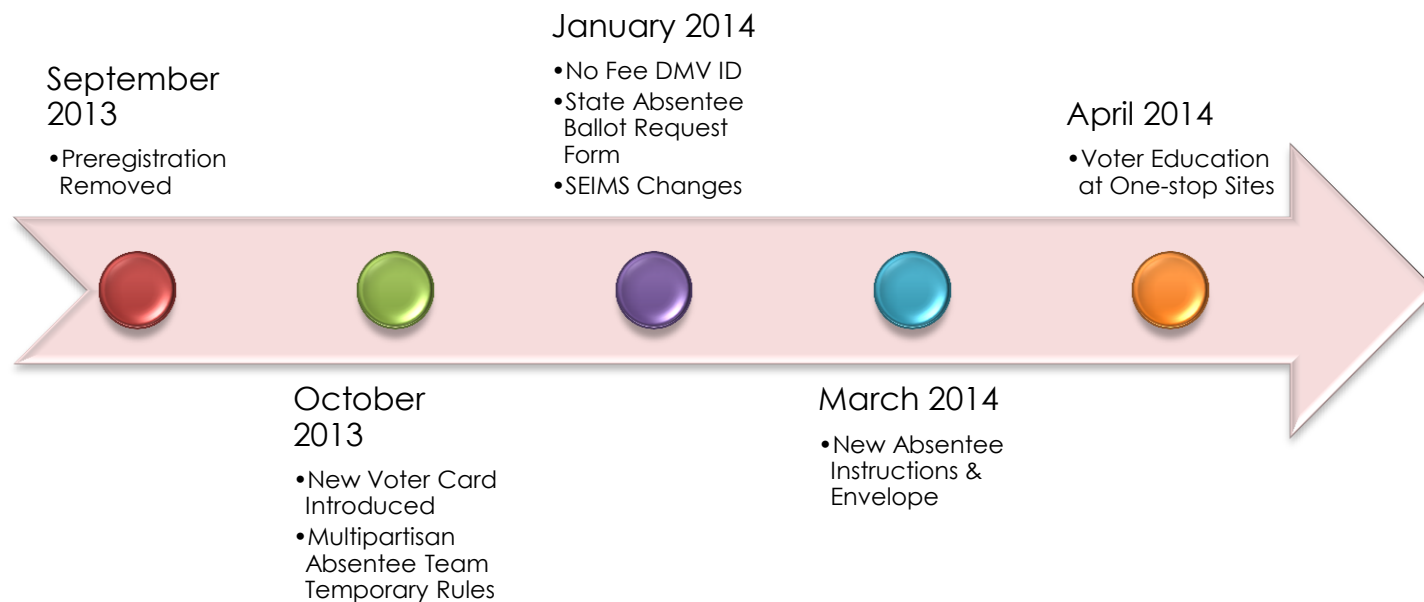 September
2013
•Preregistration
Removed
October
2013
•New Voter Card
Introduced
•Multipartisan
Absentee Team
Temporary Rules
January 2014
•No Fee DMV ID
•State Absentee
Ballot Request
Form
•SEIMS Changes
March 2014
•New Absentee
Instructions &
Envelope
April 2014
•Voter Education
at One-stop Sites